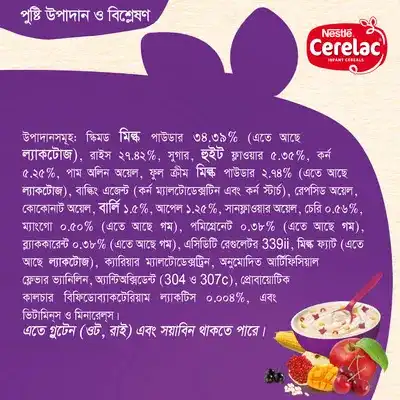 পুষ্টি উপাদান ও বিশ্লেষণ
Nestlé
Cerelac
INFANT CEREALS
উপাদানসমূহ: স্কিমড মিল্ক পাউডার ৩৪.৩৯% (এতে আছে
ল্যাকটোজ), রাইস ২৭.৪২%, সুগার, হুইট ফ্লাওয়ার ৫.৩৫%, কর্ন
৫.২৫%, পাম অলিন অয়েল, ফুল ক্রীম মিল্ক পাউডার ২.৭৪% (এতে আছে
ল্যাকটোজ), বাল্কিং এজেন্ট (কর্ন ম্যালটোডেক্সটিন এবং কর্ন স্টার্চ), রেপসিড অয়েল,
কোকোনাট অয়েল, বার্লি ১.৫%, আপেল ১.২৫%, সানফ্লাওয়ার অয়েল, চেরি ০.৫৬%,
ম্যাংগো ০.৫০% (এতে আছে গম), পমিগ্রেনেট ০.৩৮% (এতে আছে গম),
ব্ল্যাককারেন্ট ০.৩৮% (এতে আছে গম), এসিডিটি রেগুলেটর 339ii, মিল্ক ফ্যাট (এতে
আছে ল্যাকটোজ), ক্যারিয়ার ম্যালটোডেক্সট্রিন, অনুমোদিত আর্টিফিসিয়াল
ফ্লেভার ভ্যানিলিন, অ্যান্টিঅক্সিডেন্ট (304 ও 307c), প্রোবায়োটিক
কালচার বিফিডোব্যাকটেরিয়াম ল্যাকটিস ০.০০৪%, এবং
ভিটামিন্স ও মিনারেল্স।
এতে গ্লুটেন (ওট, রাই) এবং সয়াবিন থাকতে পারে।